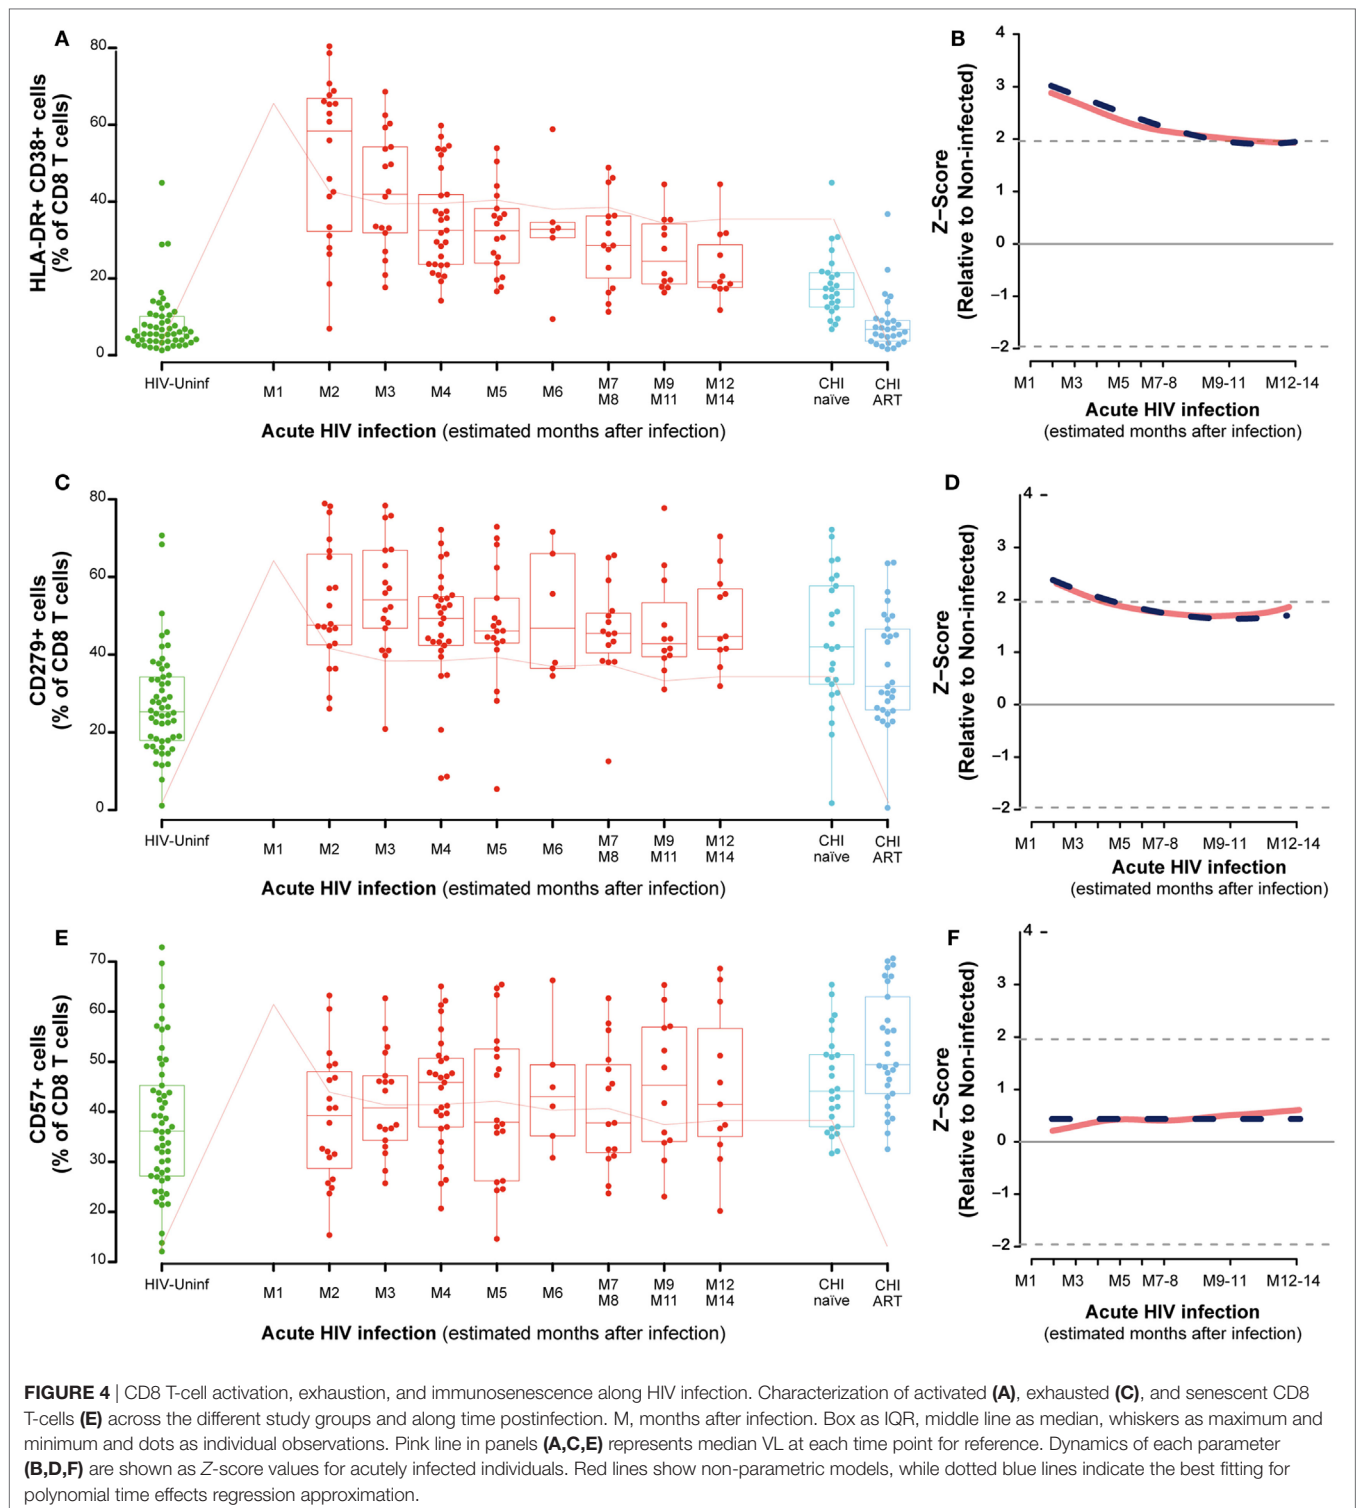 A
HLA-DR+ CD38+ cells
(% of CD8 T cells)
80
60
40
20
0
HIV-Uninf
M1
M2
M3
M4
M5
M6
M7
M8
M9
M11
M12
M14
CHI
naïve
CHI
ART
Acute HIV infection (estimated months after infection)
B
Z–Score
(Relative to Non-infected)
4
3
2
1
0
–1
–2
M1
M3
M5
M7-8
M9-11
M12-14
Acute HIV infection
(estimated months after infection)
C
CD279+ cells
(% of CD8 T cells)
80
60
40
20
0
HIV-Uninf
M1
M2
M3
M4
M5
M6
M7
M8
M9
M11
M12
M14
CHI
naïve
CHI
ART
Acute HIV infection (estimated months after infection)
D
Z–Score
(Relative to Non-infected)
4
3
2
1
0
–1
–2
M1
M3
M5
M7-8
M9-11
M12-14
Acute HIV infection
(estimated months after infection)
E
CD57+ cells
(% of CD8 T cells)
70
60
50
40
30
20
10
HIV-Uninf
M1
M2
M3
M4
M5
M6
M7
M8
M9
M11
M12
M14
CHI
naïve
CHI
ART
Acute HIV infection (estimated months after infection)
F
Z–Score
(Relative to Non-infected)
4
3
2
1
0
–1
–2
M1
M3
M5
M7-8
M9-11
M12-14
Acute HIV infection
(estimated months after infection)
FIGURE 4 | CD8 T-cell activation, exhaustion, and immunosenescence along HIV infection. Characterization of activated (A), exhausted (C), and senescent CD8
T-cells (E) across the different study groups and along time postinfection. M, months after infection. Box as IQR, middle line as median, whiskers as maximum and
minimum and dots as individual observations. Pink line in panels (A,C,E) represents median VL at each time point for reference. Dynamics of each parameter
(B,D,F) are shown as Z-score values for acutely infected individuals. Red lines show non-parametric models, while dotted blue lines indicate the best fitting for
polynomial time effects regression approximation.